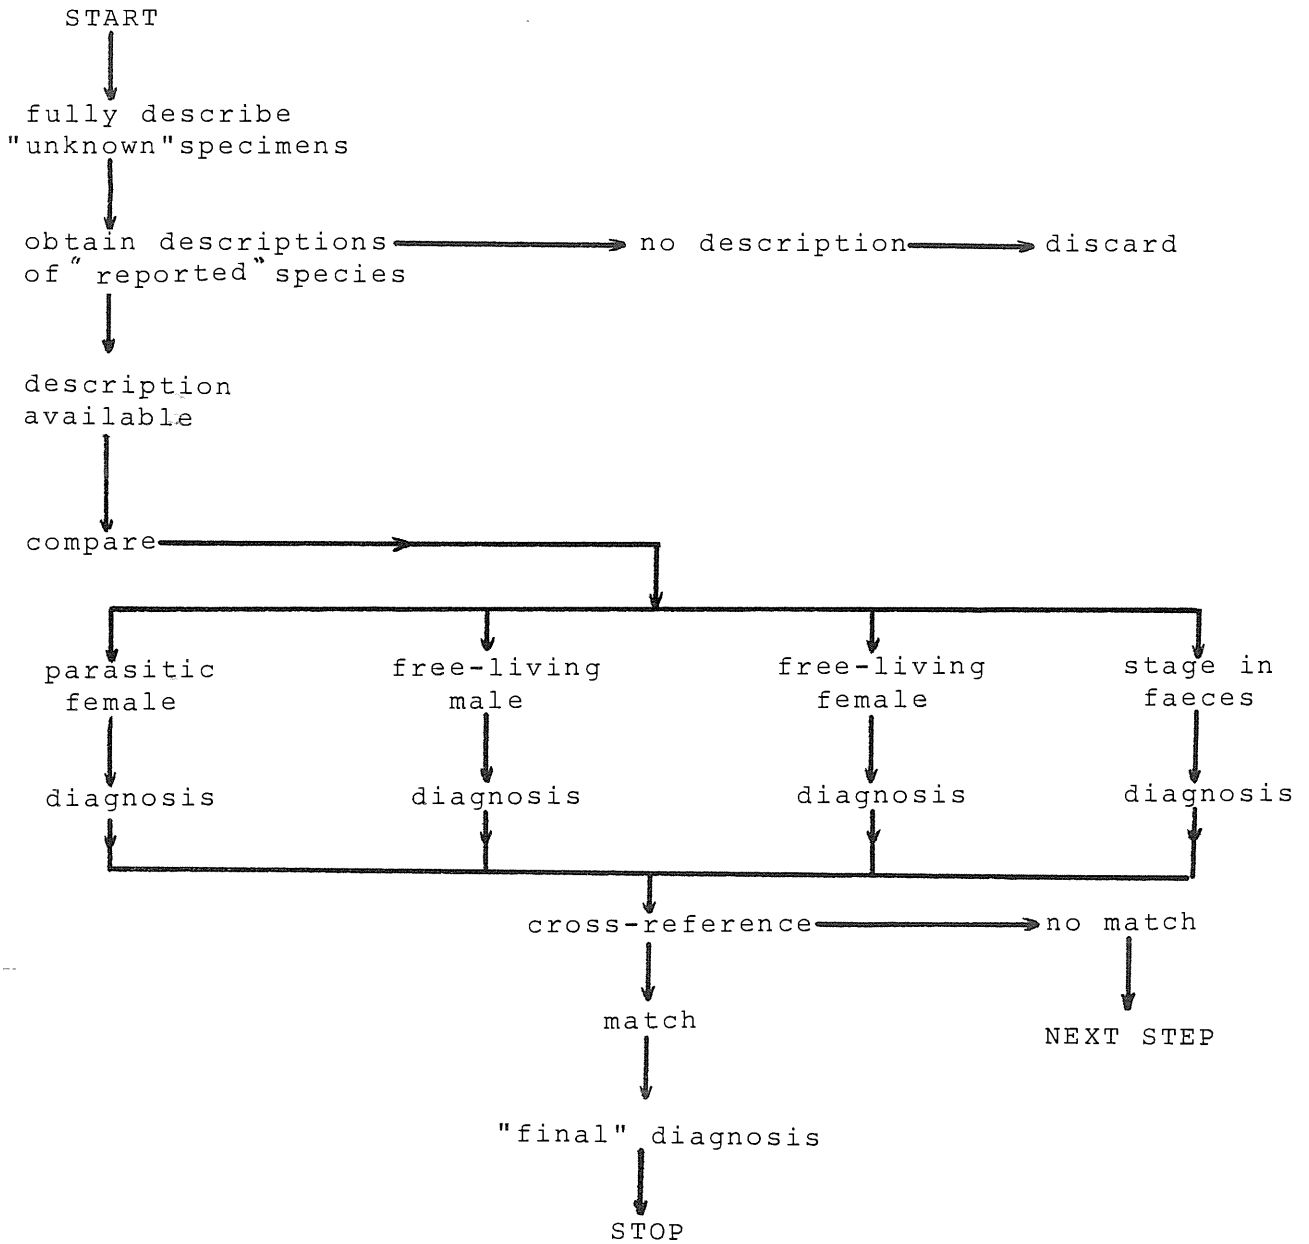 START
fully describe
"unknown" specimens
obtain descriptions
of "reported" species
no description
discard
description
available
compare
parasitic
female
free-living
male
free-living
female
stage in
faeces
diagnosis
diagnosis
diagnosis
diagnosis
cross-reference
no match
match
NEXT STEP
"final" diagnosis
STOP